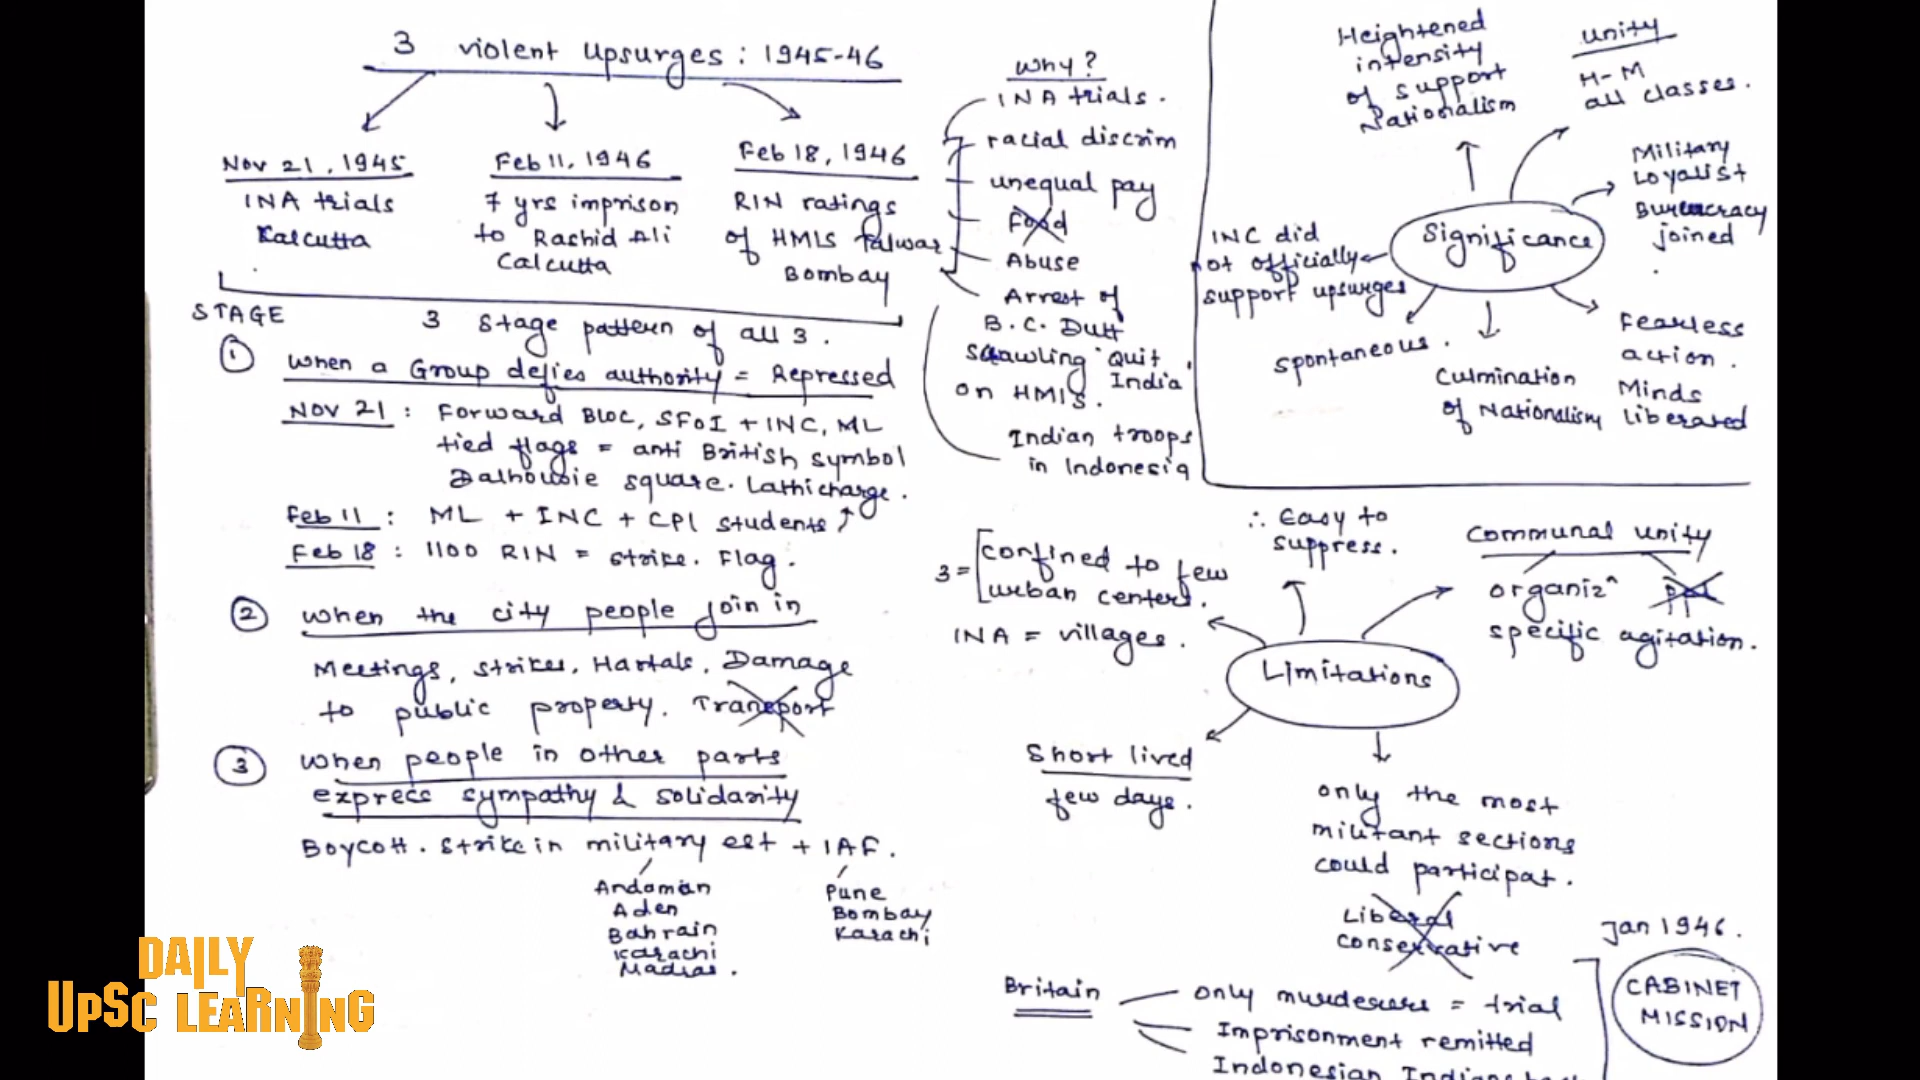 3 violent upsurges: 1945-46
Nov 21, 1945
INA trials
Kalcutta
Feb 11, 1946
7 yrs imprison
to Rashid Ali
Calcutta
Feb 18, 1946
RIN ratings
of HMIS Talwar
Bombay
Why?
INA trials.
racial discrim
unequal pay
Food
Abuse
Arrest of
B.C. Dutt
scrawling 'Quit
India'
on HMIS.
Indian troops
in Indonesia
STAGE
3 stage pattern of all 3.
1 when a Group defies authority = Repressed
Nov 21: Forward Bloc, SFoI + INC, ML
tied flags = anti British symbol
Dalhousie square. Lathicharge.
Feb 11: ML + INC + CPI students ↑
Feb 18: 1100 RIN = strike. Flag.
2 when the city people join in
Meetings, strikes, Hartals, Damage
to public property. Transport
3 when people in other parts
express sympathy & solidarity
Boycott. Strike in military est + IAF.
Andaman
Aden
Bahrain
Karachi
Madras.
Pune
Bombay
Karachi
Significance
Heightened
intensity
of support
Nationalism
unity
H-M
all classes.
Military
Loyalist
Bureacracy
joined
Fearless
action.
Minds
liberated
Culmination
of Nationalism
spontaneous.
INC did
not officially
support upsurges
Limitations
3 = [confined to few
urban centers.
INA = villages.
∴ Easy to
suppress.
Communal unity
organizn
specific agitation.
ppl
Short lived
few days.
only the most
militant sections
could participat.
Liberal
Conservative
Britain
only murderers = trial
Imprisonment remitted
Indonesian Indians
Jan 1946.
CABINET
MISSION
DAILY
UPSC LEARNING